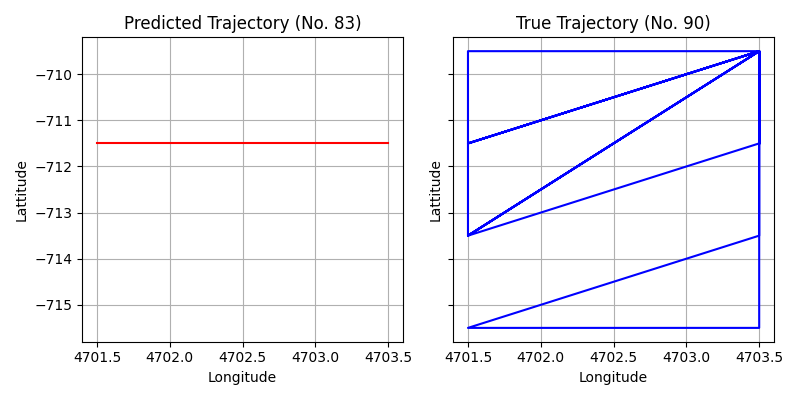 Predicted Trajectory (No. 83)
True Trajectory (No. 90)
Lattitude
−710
−711
−712
−713
−714
−715
4701.5 4702.0 4702.5 4703.0 4703.5
Longitude
Lattitude
4701.5 4702.0 4702.5 4703.0 4703.5
Longitude